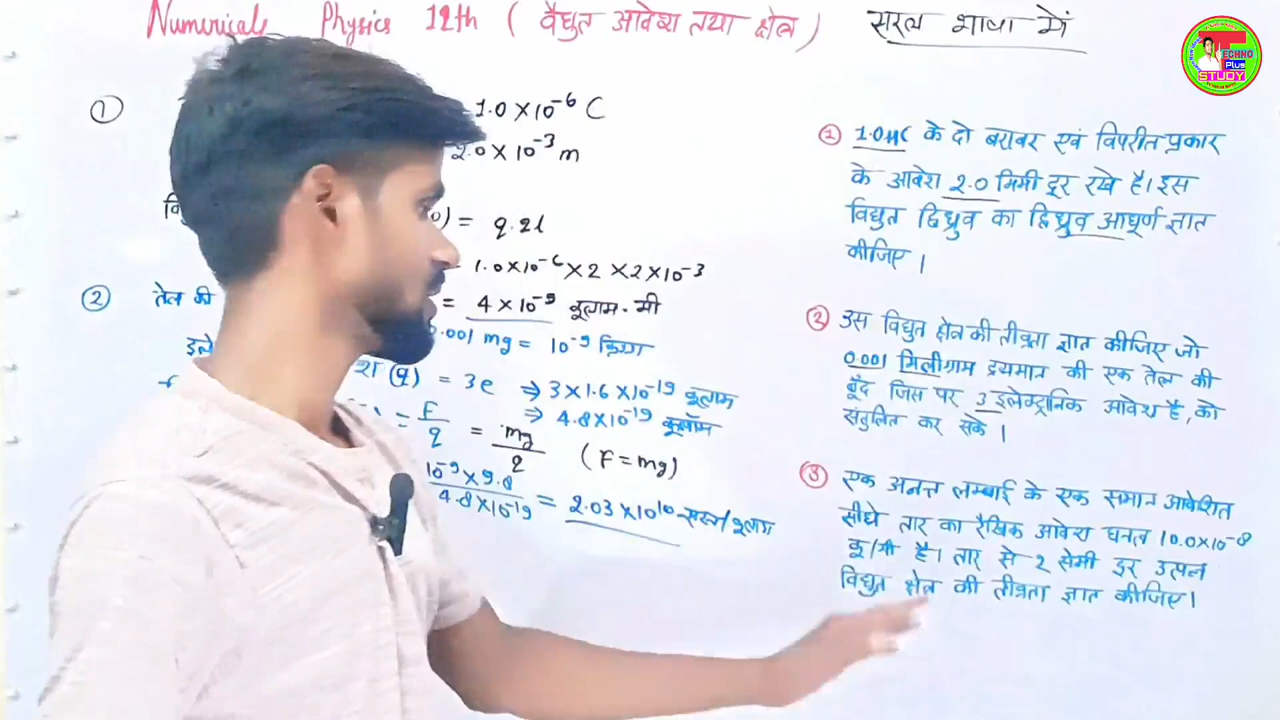 Numericals Physics 12th ( वैद्युत आवेश तथा क्षेत्र ) सरल भाषा में
TECHNO
Plus
STUDY
①
1.0 × 10⁻⁶ C
2.0 × 10⁻³ m
= q.2l
1.0×10⁻⁶ × 2 × 2×10⁻³
= 4 × 10⁻⁹ कूलाम - मी
② तेल की
0.001 mg = 10⁻⁹ किग्रा
(q) = 3e ⇒ 3×1.6×10⁻¹⁹ कूलाम
⇒ 4.8×10⁻¹⁹ कूलॉम
= F/q = mg/q (F = mg)
10⁻⁹×9.8/4.8×10⁻¹⁹ = 2.03×10¹⁰
① 1.0μC के दो बराबर एवं विपरीत प्रकार
के आवेश 2.0 मिमी दूर रखे है। इस
विद्युत द्विध्रुव का द्विध्रुव आघूर्ण ज्ञात
कीजिए ।
② उस विद्युत क्षेत्र की तीव्रता ज्ञात कीजिए जो
0.001 मिलीग्राम द्रव्यमान की एक तेल की
बूँद जिस पर 3 इलेक्ट्रानिक आवेश है, को
संतुलित कर सके ।
③ एक अनन्त लम्बाई के एक समान आवेशित
सीधे तार का रैखिक आवेश घनत्व 10.0×10⁻⁸
कू/मी है। तार से 2 सेमी दूर उत्पन्न
विद्युत क्षेत्र की तीव्रता ज्ञात कीजिए।